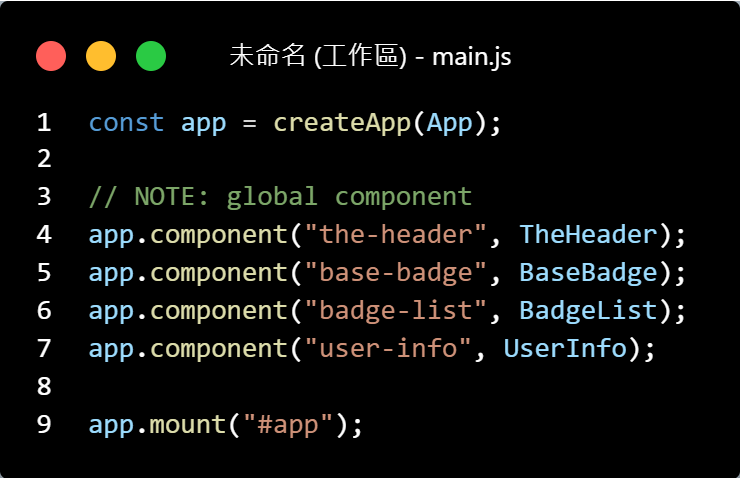 未命名 (工作區) - main.js
1 const app = createApp(App);
2
3 // NOTE: global component
4 app.component("the-header", TheHeader);
5 app.component("base-badge", BaseBadge);
6 app.component("badge-list", BadgeList);
7 app.component("user-info", UserInfo);
8
9 app.mount("#app");